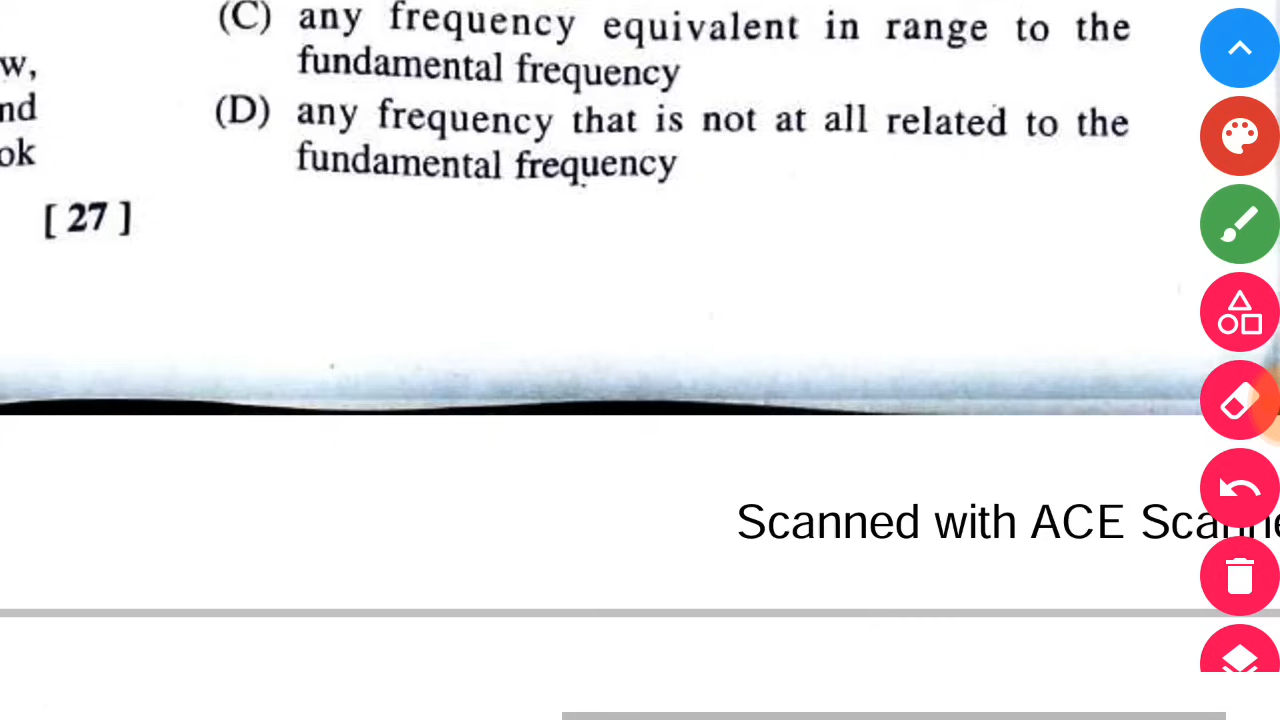 (C) any frequency equivalent in range to the
fundamental frequency
(D) any frequency that is not at all related to the
fundamental frequency
w,
nd
ok
[ 27 ]
Scanned with ACE